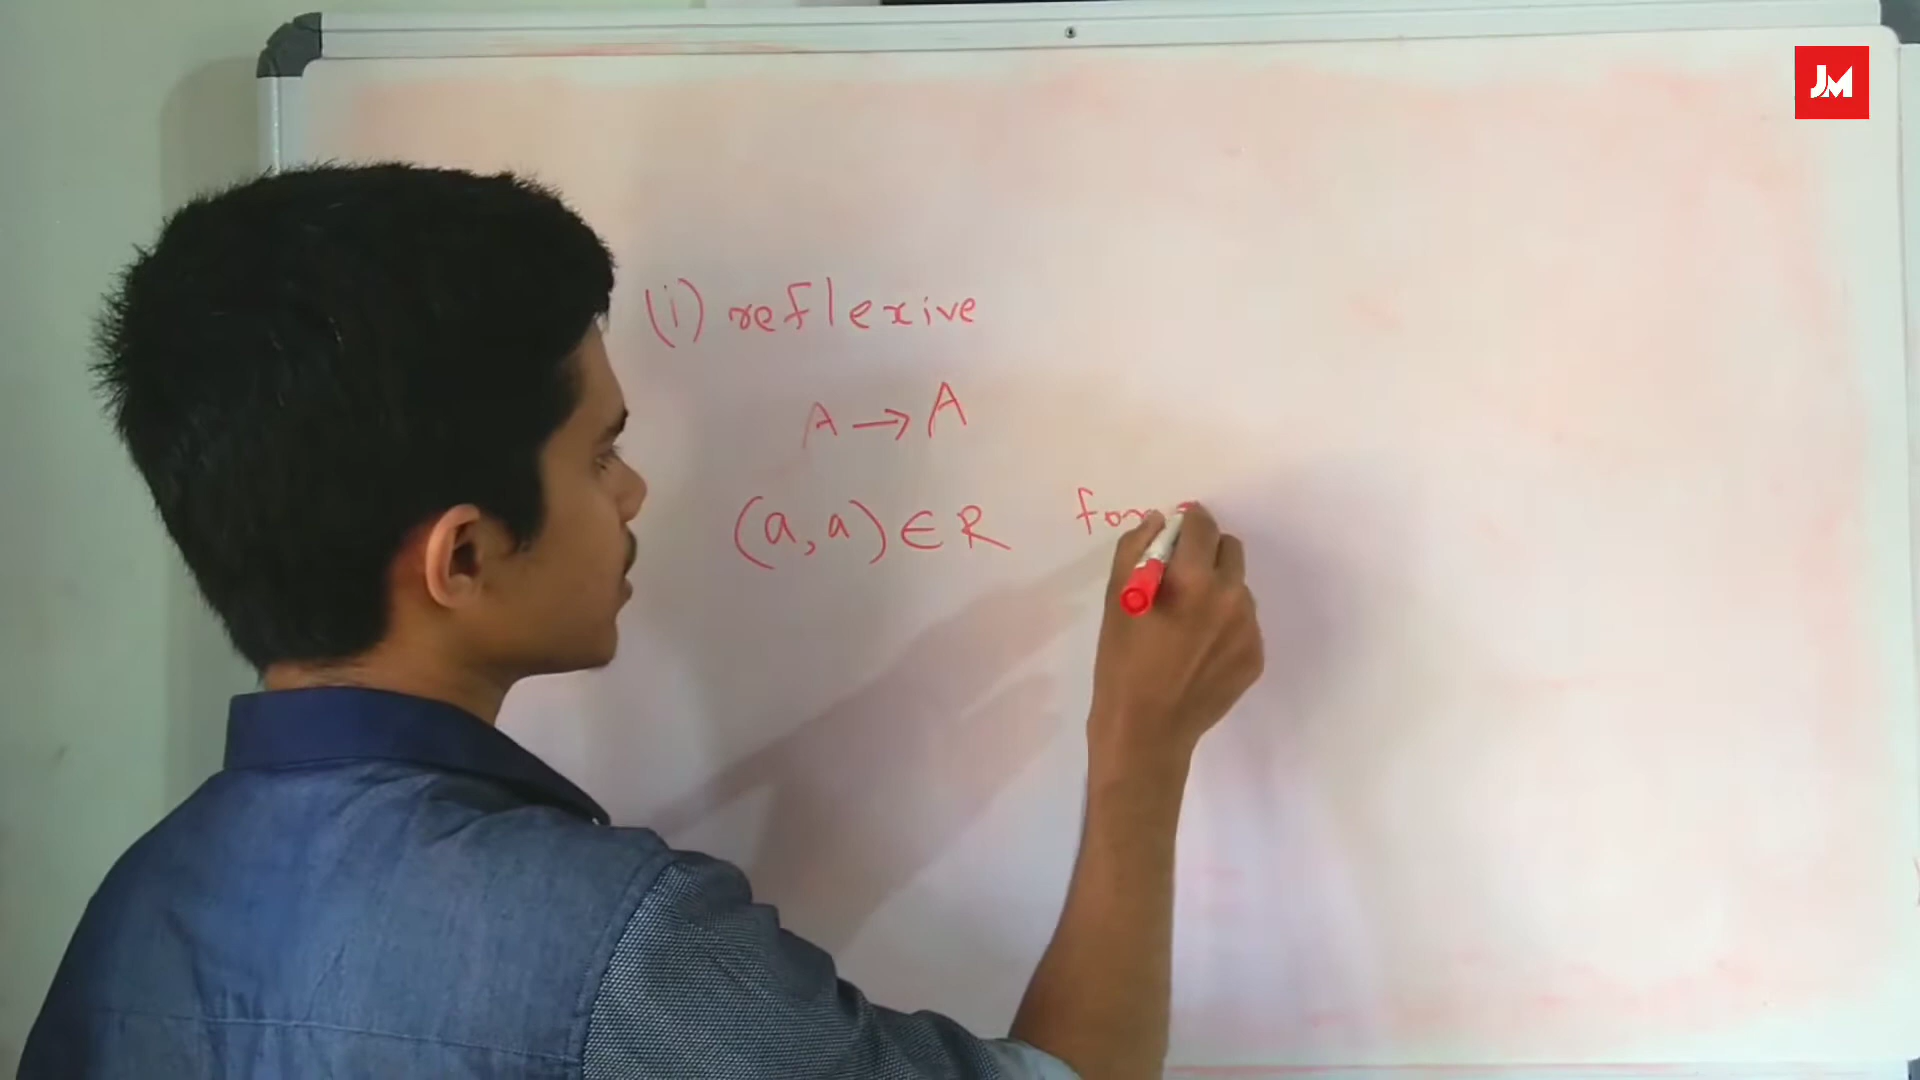 JM
(i) reflexive
A → A
(a, a) ∈ R for